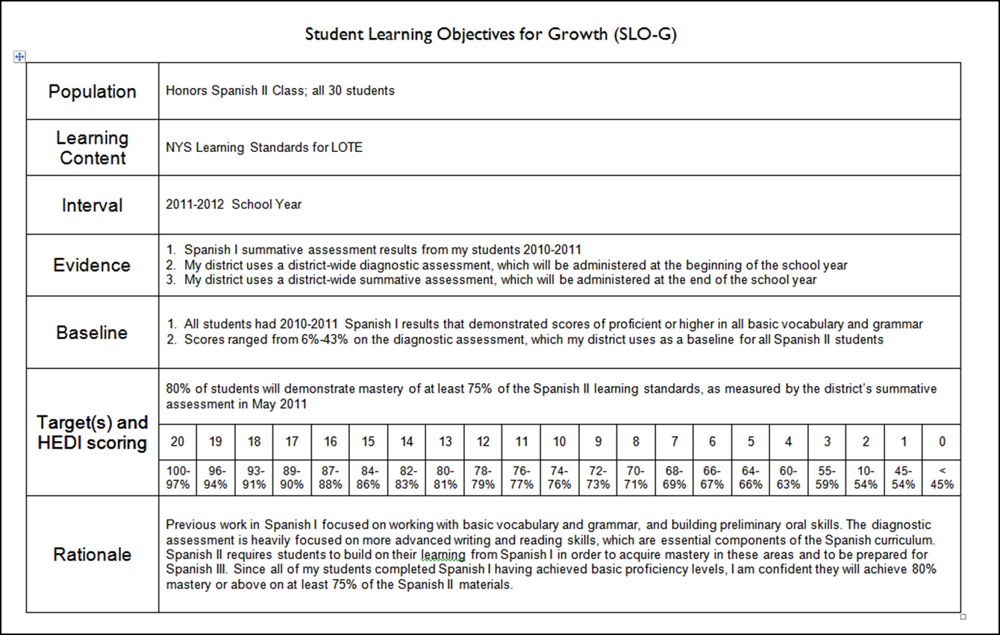 Student Learning Objectives for Growth (SLO-G)
Population
Honors Spanish II Class; all 30 students
Learning
Content
NYS Learning Standards for LOTE
Interval
2011-2012 School Year
Evidence
1. Spanish I summative assessment results from my students 2010-2011
2. My district uses a district-wide diagnostic assessment, which will be administered at the beginning of the school year
3. My district uses a district-wide summative assessment, which will be administered at the end of the school year
Baseline
1. All students had 2010-2011 Spanish I results that demonstrated scores of proficient or higher in all basic vocabulary and grammar
2. Scores ranged from 6%-43% on the diagnostic assessment, which my district uses as a baseline for all Spanish II students
Target(s) and
HEDI scoring
80% of students will demonstrate mastery of at least 75% of the Spanish II learning standards, as measured by the district's summative
assessment in May 2011
20 19 18 17 16 15 14 13 12 11 10 9 8 7 6 5 4 3 2 1 0
100- 96- 93- 89- 87- 84- 82- 80- 78- 76- 74- 72- 70- 68- 66- 64- 60- 55- 10- 45- <
97% 94% 91% 90% 88% 86% 83% 81% 79% 77% 76% 73% 71% 69% 67% 66% 63% 59% 54% 54% 45%
Rationale
Previous work in Spanish I focused on working with basic vocabulary and grammar, and building preliminary oral skills. The diagnostic
assessment is heavily focused on more advanced writing and reading skills, which are essential components of the Spanish curriculum.
Spanish II requires students to build on their learning from Spanish I in order to acquire mastery in these areas and to be prepared for
Spanish III. Since all of my students completed Spanish I having achieved basic proficiency levels, I am confident they will achieve 80%
mastery or above on at least 75% of the Spanish II materials.